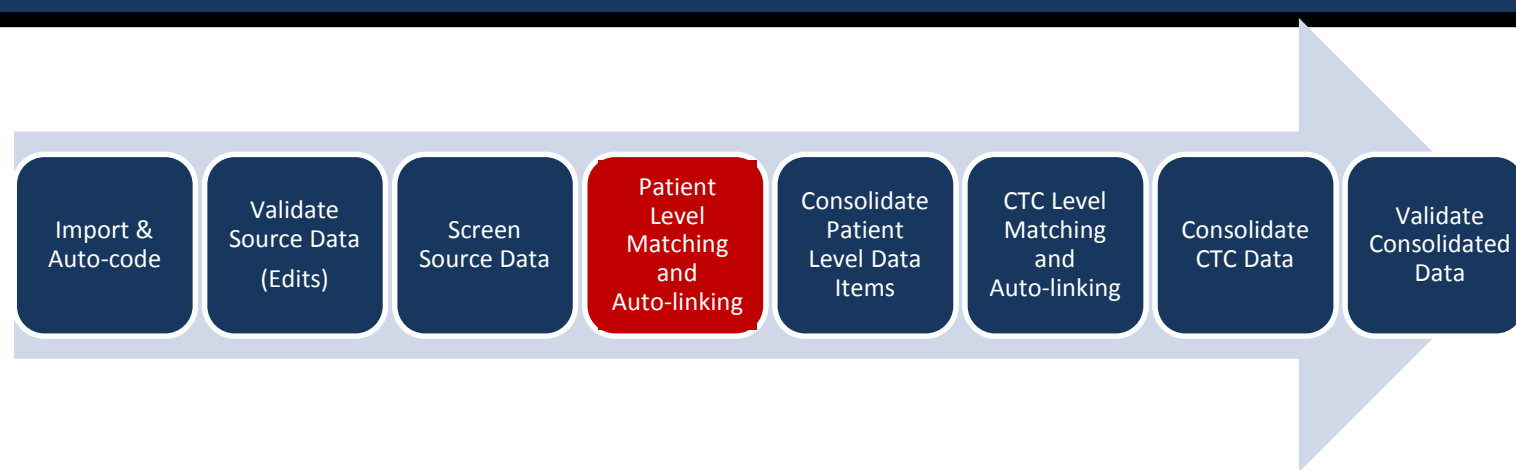 Import &
Auto-code
Validate
Source Data
(Edits)
Screen
Source Data
Patient
Level
Matching
and
Auto-linking
Consolidate
Patient
Level Data
Items
CTC Level
Matching
and
Auto-linking
Consolidate
CTC Data
Validate
Consolidated
Data